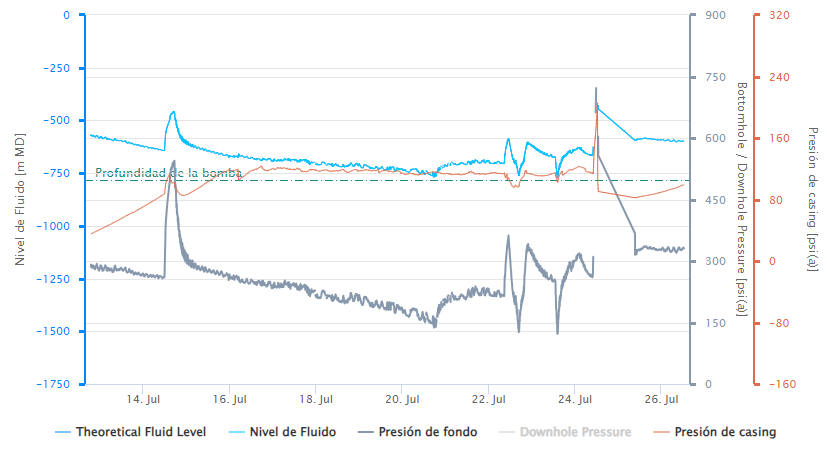 0
−250
−500
−750
−1000
−1250
−1500
−1750
Nivel de Fluido [m MD]
Profundidad de la bomba
900
750
600
450
300
150
0
Bottomhole / Downhole Pressure [psi(a)]
320
240
160
80
0
−80
−160
Presión de casing [psi(a)]
14. Jul
16. Jul
18. Jul
20. Jul
22. Jul
24. Jul
26. Jul
Theoretical Fluid Level
Nivel de Fluido
Presión de fondo
Downhole Pressure
Presión de casing